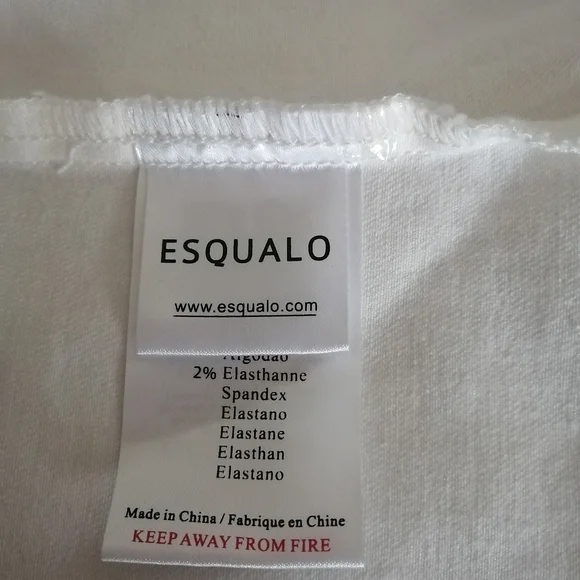 ESQUALO
www.esqualo.com
Algodao
2% Elasthanne
Spandex
Elastano
Elastane
Elasthan
Elastano
Made in China / Fabrique en Chine
KEEP AWAY FROM FIRE